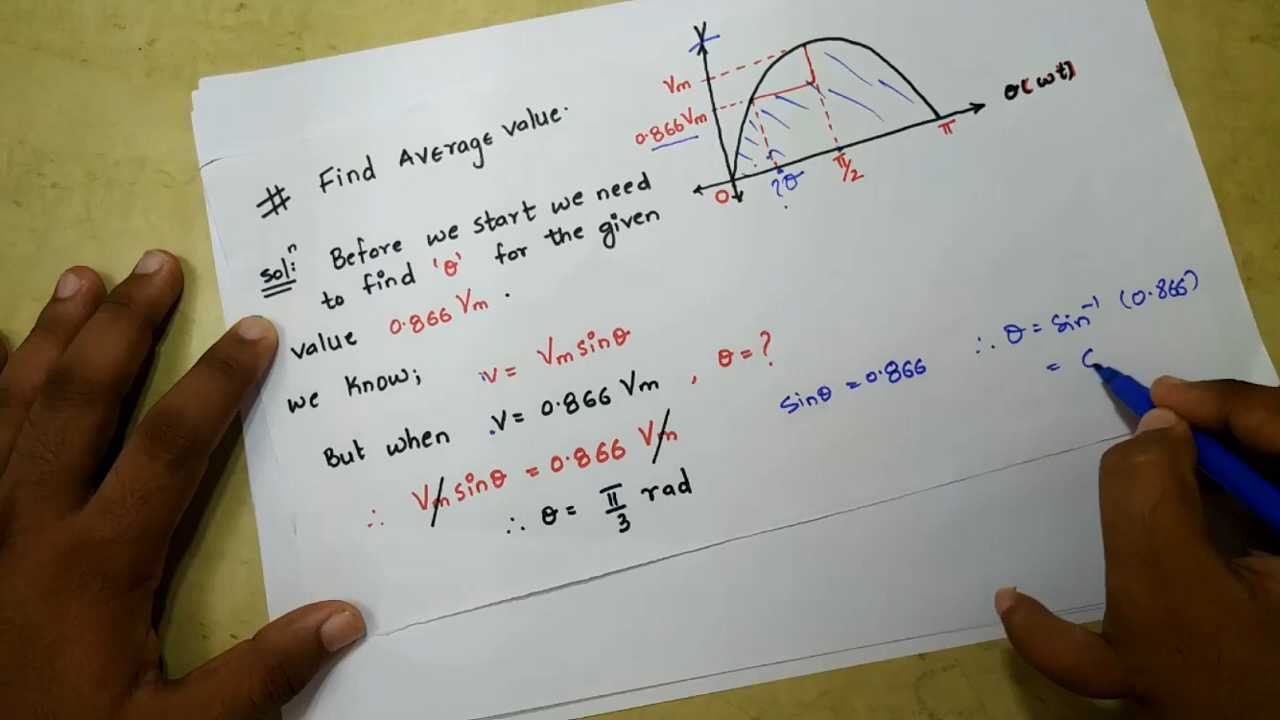 # Find AVERAGE value.
Solⁿ: Before we start we need
to find 'θ' for the given
value 0.866 Vm.
we know; v = Vm sinθ
But when v = 0.866 Vm, θ = ?
∴ Vm sinθ = 0.866 Vm
∴ θ = π/3 rad
V
Vm
0.866Vm
0
?θ
π/2
π
θ(ωt)
sinθ = 0.866
∴ θ = sin⁻¹ (0.866)
=